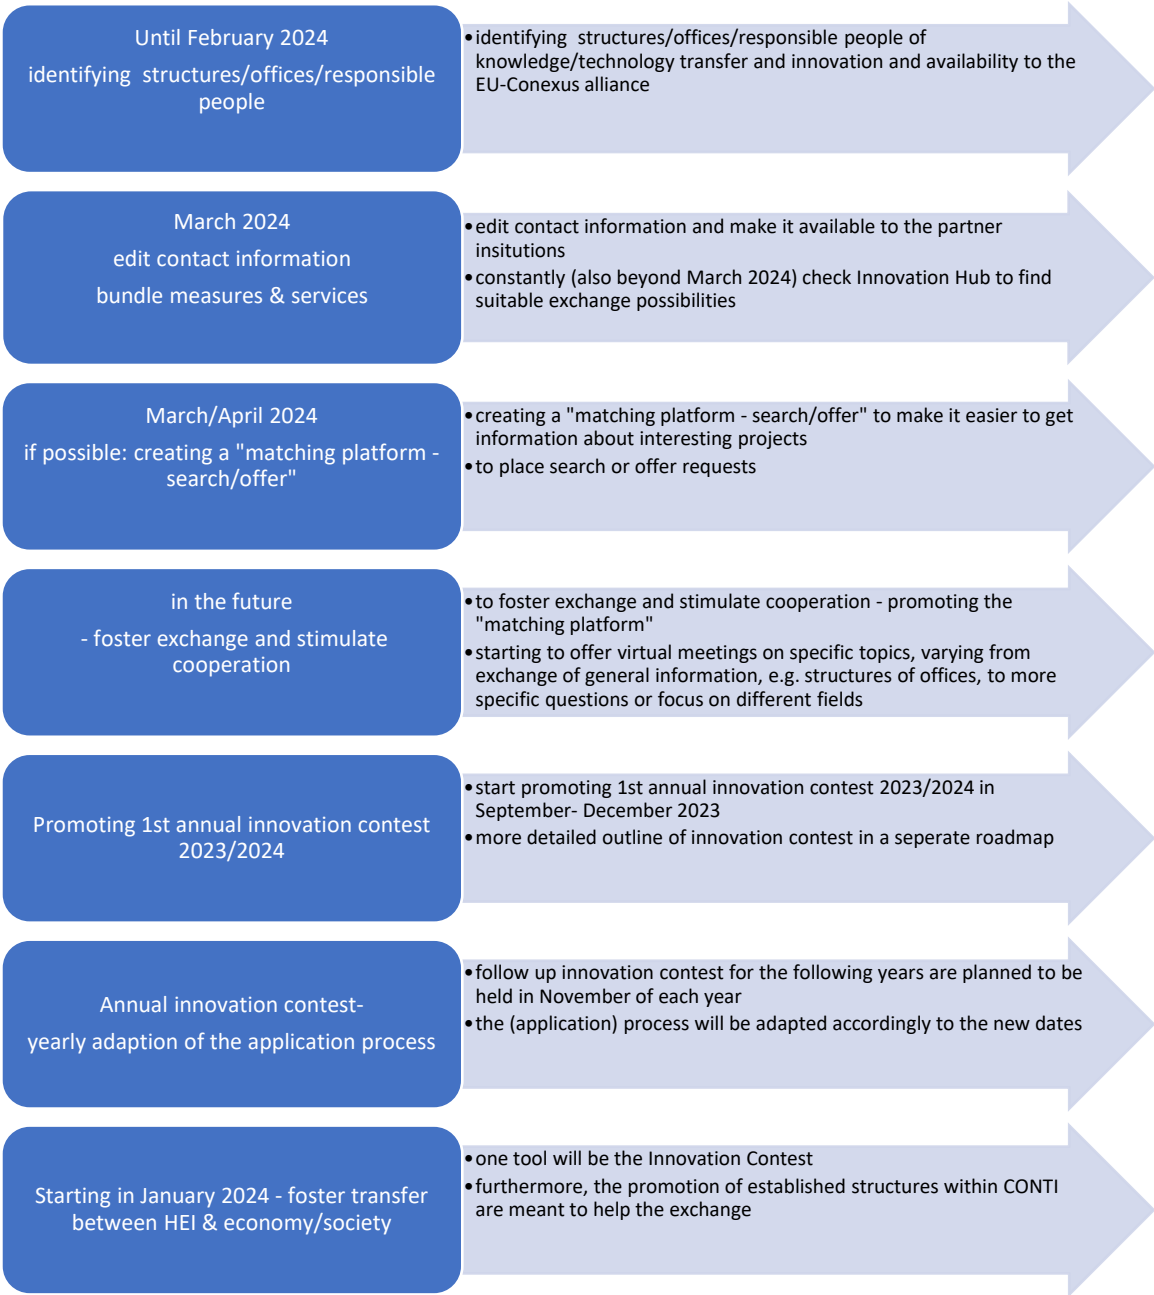 Until February 2024
identifying  structures/offices/responsible
people
•identifying  structures/offices/responsible people of
knowledge/technology transfer and innovation and availability to the
EU-Conexus alliance
March 2024
edit contact information
bundle measures & services
•edit contact information and make it available to the partner
insitutions
•constantly (also beyond March 2024) check Innovation Hub to find
suitable exchange possibilities
March/April 2024
if possible: creating a "matching platform -
search/offer"
•creating a "matching platform - search/offer" to make it easier to get
information about interesting projects
•to place search or offer requests
in the future
- foster exchange and stimulate
cooperation
•to foster exchange and stimulate cooperation - promoting the
"matching platform"
•starting to offer virtual meetings on specific topics, varying from
exchange of general information, e.g. structures of offices, to more
specific questions or focus on different fields
Promoting 1st annual innovation contest
2023/2024
•start promoting 1st annual innovation contest 2023/2024 in
September- December 2023
•more detailed outline of innovation contest in a seperate roadmap
Annual innovation contest-
yearly adaption of the application process
•follow up innovation contest for the following years are planned to be
held in November of each year
•the (application) process will be adapted accordingly to the new dates
Starting in January 2024 - foster transfer
between HEI & economy/society
•one tool will be the Innovation Contest
•furthermore, the promotion of established structures within CONTI
are meant to help the exchange